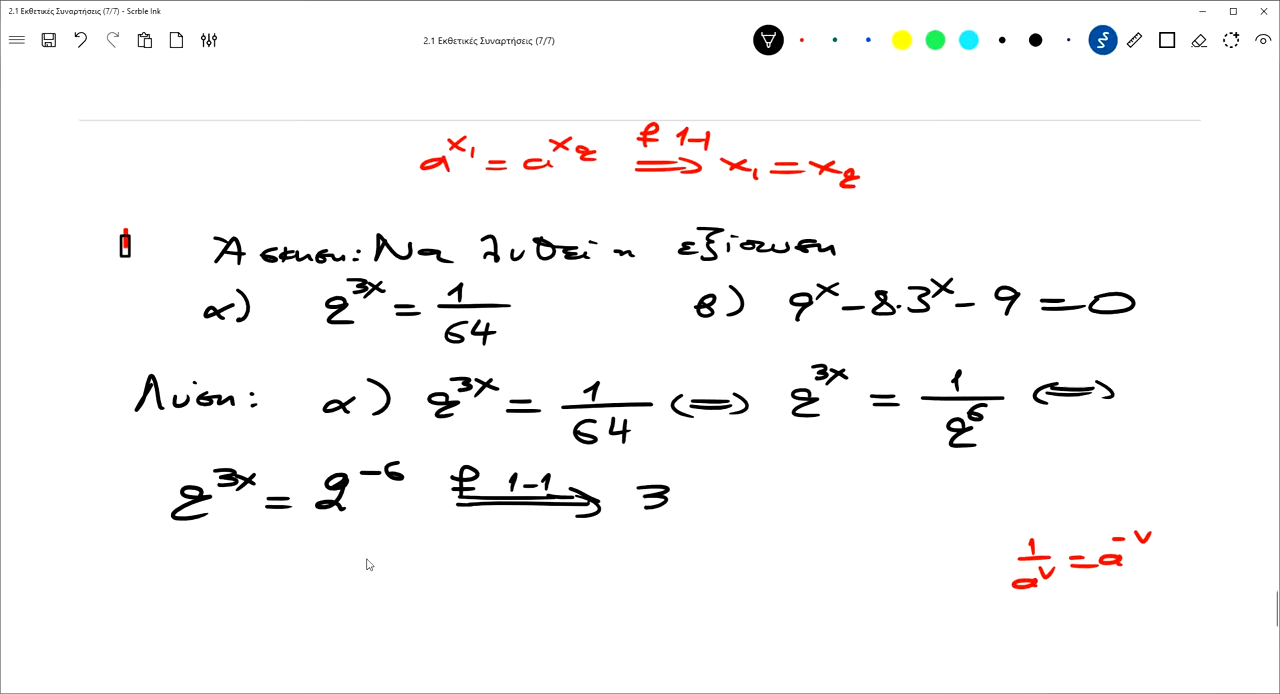 2.1 Εκθετικές Συναρτήσεις (7/7) - Scrble Ink
2.1 Εκθετικές Συναρτήσεις (7/7)
a^x₁ = a^x₂ f 1-1 ⟹ x₁ = x₂
Άσκηση: Να λυθεί η εξίσωση
α) 2^3x = 1/64 β) 9^x - 8·3^x - 9 = 0
Λύση: α) 2^3x = 1/64 ⟺ 2^3x = 1/2^6 ⟺
2^3x = 2^-6 f 1-1 ⟹ 3
1/a^ν = a^-ν